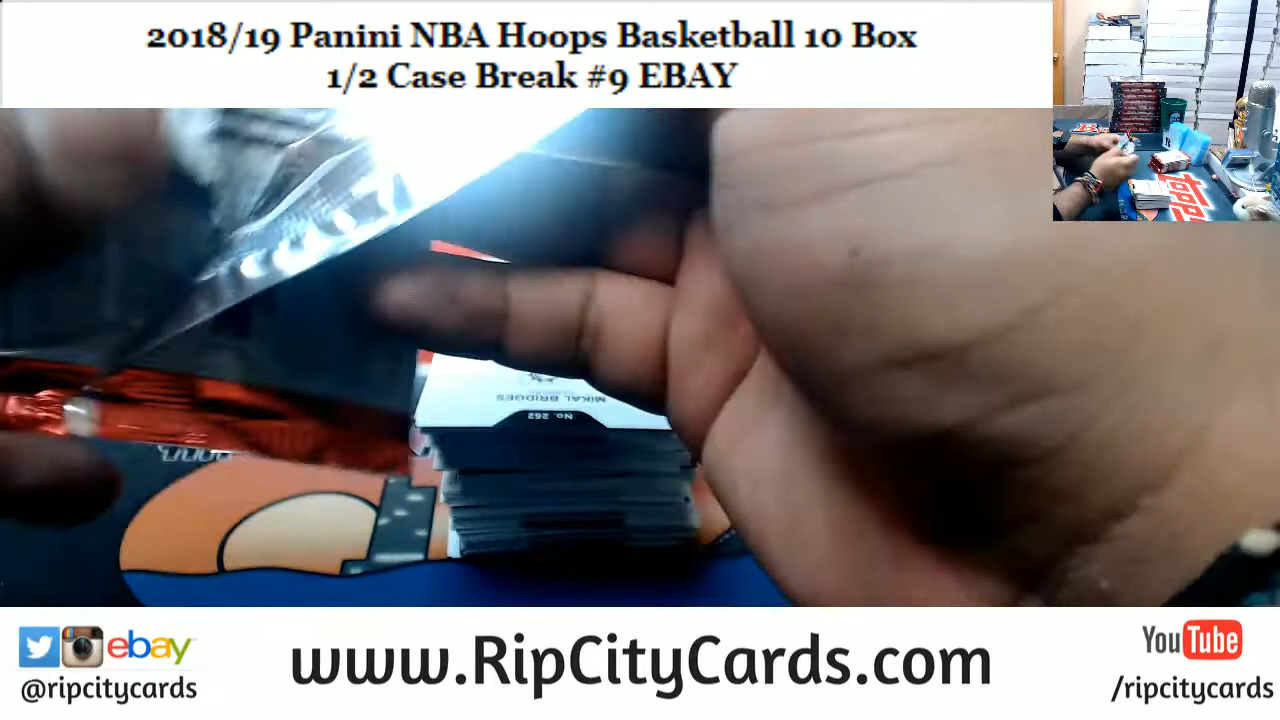 2018/19 Panini NBA Hoops Basketball 10 Box
1/2 Case Break #9 EBAY
MIKAL BRIDGES
No. 262
ebay
@ripcitycards
www.RipCityCards.com
YouTube
/ripcitycards